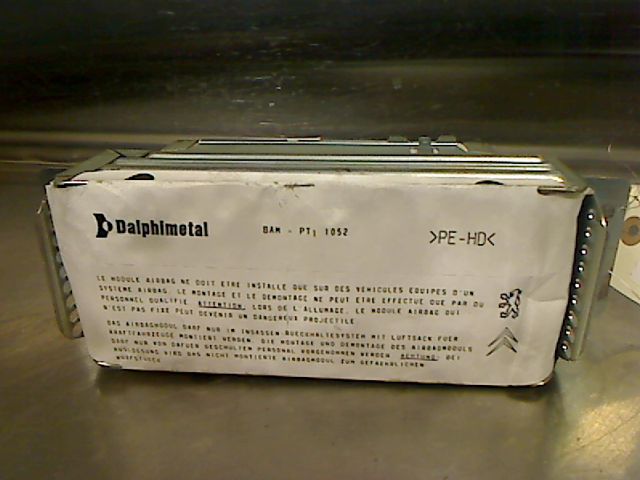 Dalphimetal
BAM - PT1 1052
>PE-HD<
LE MODULE AIRBAG NE DOIT ETRE INSTALLE QUE SUR DES VEHICULES EQUIPES D'UN
SYSTEME AIRBAG. LE MONTAGE ET LE DEMONTAGE NE PEUT ETRE EFFECTUE QUE PAR DU
PERSONNEL QUALIFIE. ATTENTION, LORS DE L'ALLUMAGE, LE MODULE AIRBAG QUI
N'EST PAS FIXE PEUT DEVENIR UN DANGEREUX PROJECTILE.
DAS AIRBAGMODUL DARF NUR IM INSASSEN RUECKHALTESYSTEM MIT LUFTSACK FUER
KRAFTFAHRZEUGE MONTIERT WERDEN. DIE MONTAGE UND DEMONTAGE DES AIRBAGMODULS
DARF NUR VON DAFUER GESCHULTEM PERSONAL VORGENOMMEN WERDEN ACHTUNG: BEI
AUSLOESUNG WIRD DAS NICHT MONTIERTE AIRBAGMODUL ZUM GEFAEHRLICHEN
WURFSTUECK